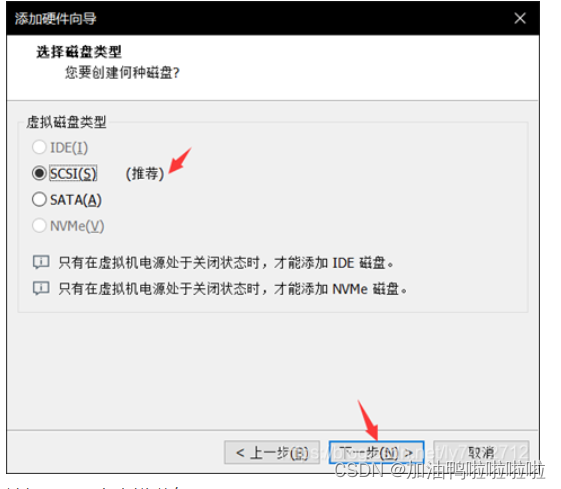 添加硬件向导
选择磁盘类型
您要创建何种磁盘?
虚拟磁盘类型
IDE(I)
SCSI(S) (推荐)
SATA(A)
NVMe(V)
只有在虚拟机电源处于关闭状态时，才能添加 IDE 磁盘。
只有在虚拟机电源处于关闭状态时，才能添加 NVMe 磁盘。
< 上一步(B) 下一步(N) > 取消
CSDN @加油鸭啦啦啦啦